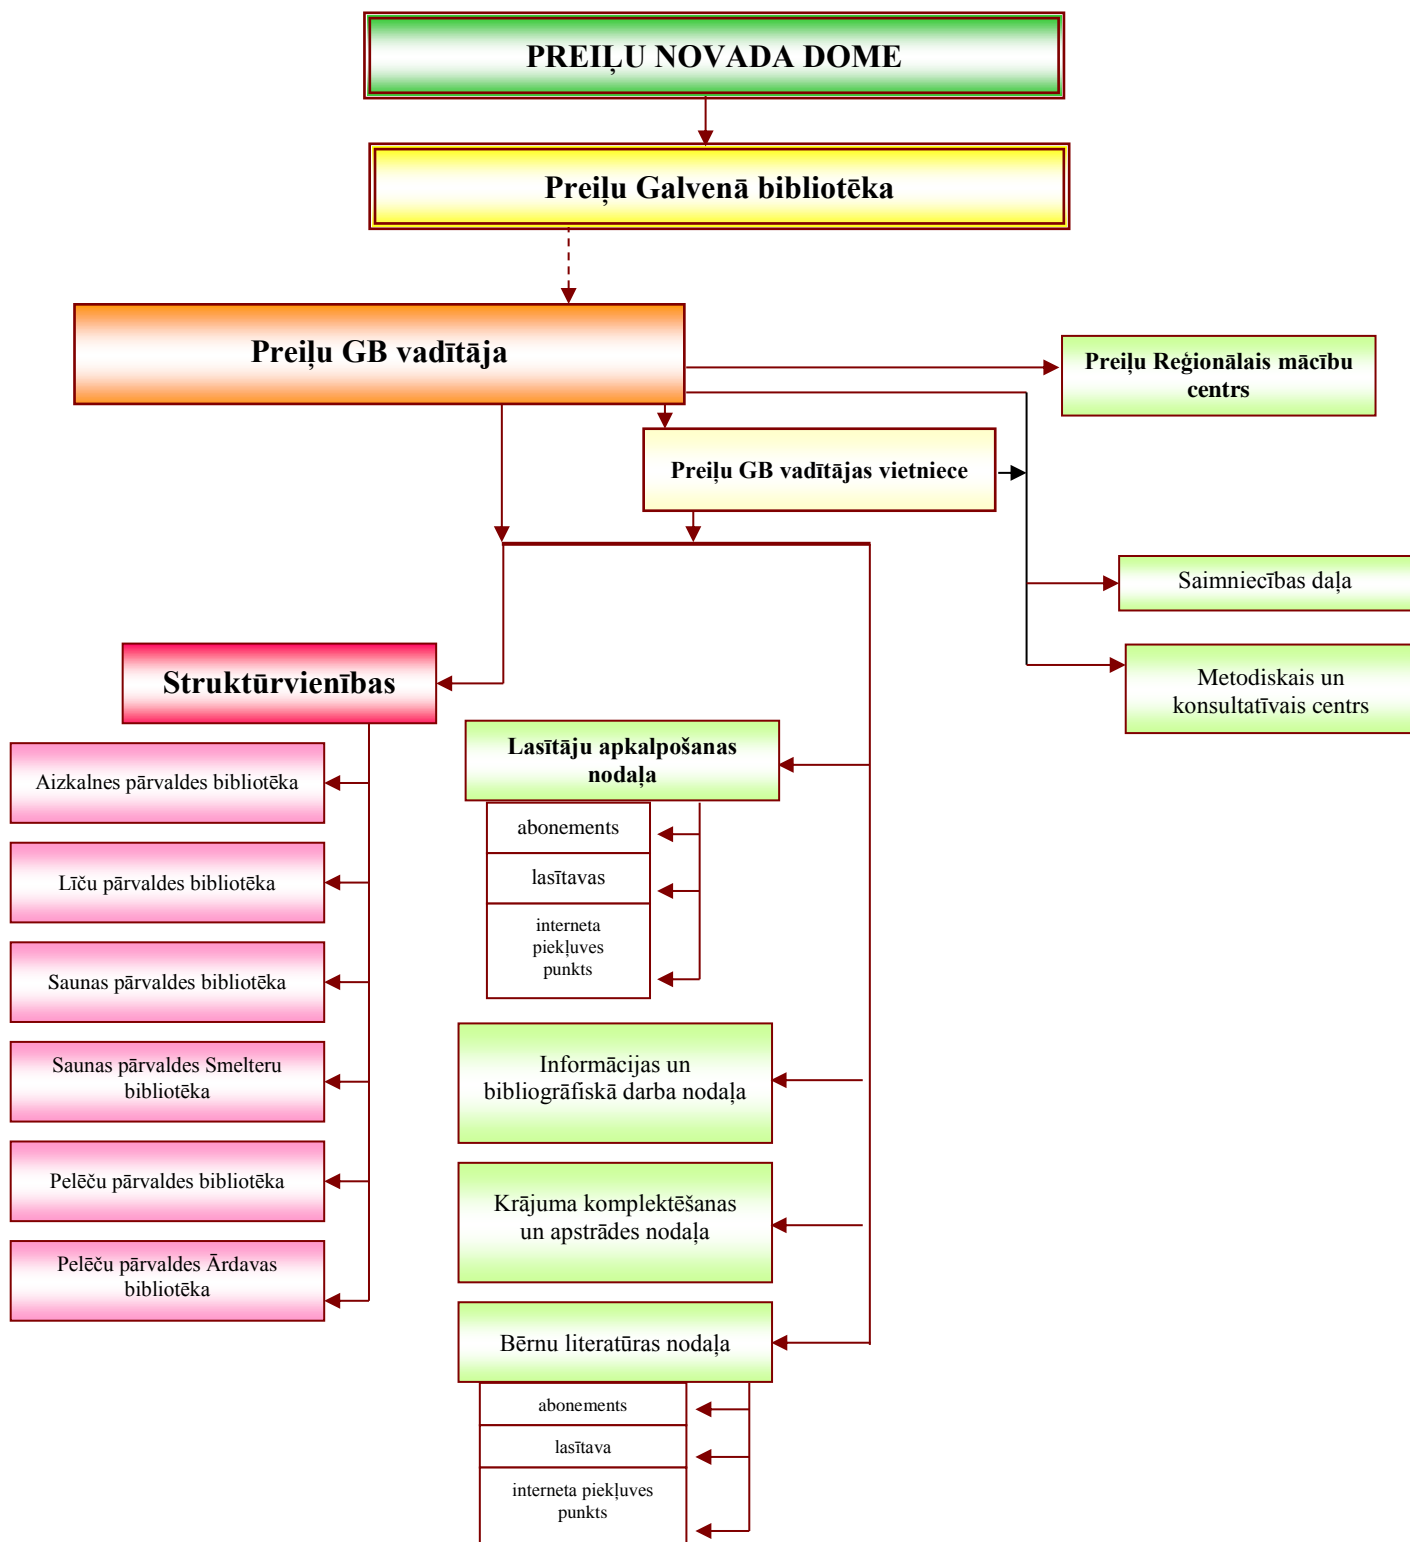 PREIĻU NOVADA DOME
Preiļu Galvenā bibliotēka
Preiļu GB vadītāja
Preiļu Reģionālais mācību
centrs
Preiļu GB vadītājas vietniece
Saimniecības daļa
Metodiskais un
konsultatīvais centrs
Struktūrvienības
Aizkalnes pārvaldes bibliotēka
Līču pārvaldes bibliotēka
Saunas pārvaldes bibliotēka
Saunas pārvaldes Smelteru
bibliotēka
Pelēču pārvaldes bibliotēka
Pelēču pārvaldes Ārdavas
bibliotēka
Lasītāju apkalpošanas
nodaļa
abonements
lasītavas
interneta
piekļuves
punkts
Informācijas un
bibliogrāfiskā darba nodaļa
Krājuma komplektēšanas
un apstrādes nodaļa
Bērnu literatūras nodaļa
abonements
lasītava
interneta piekļuves
punkts